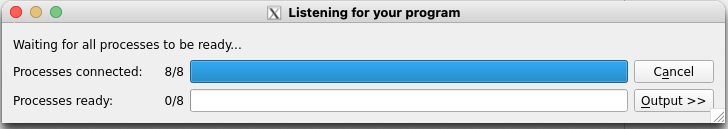 Listening for your program
Waiting for all processes to be ready...
Processes connected: 8/8 Cancel
Processes ready: 0/8 Output >>